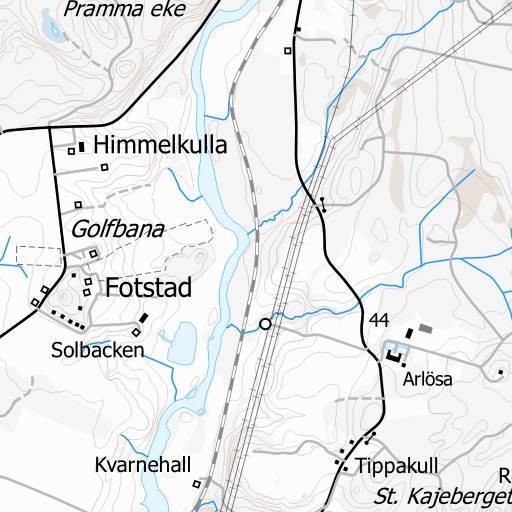 Pramma eke
Himmelkulla
Golfbana
Fotstad
44
Solbacken
Arlösa
Kvarnehall
Tippakull
R
St. Kajeberget